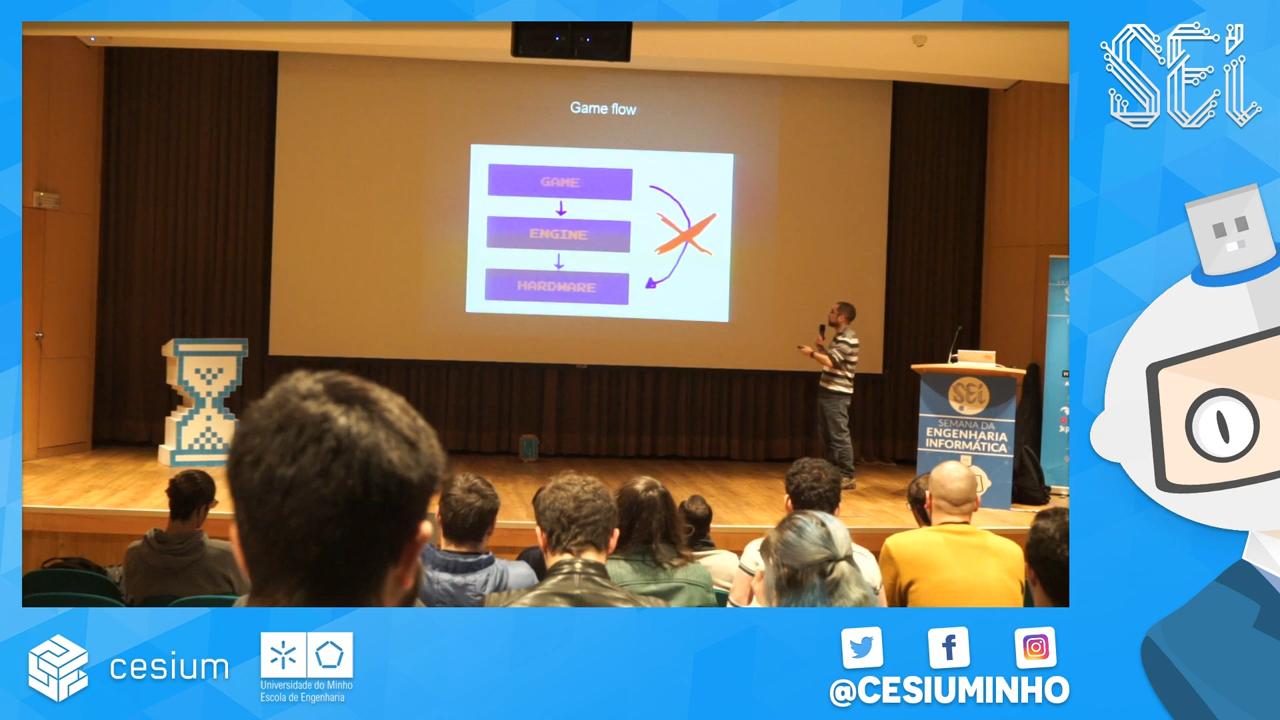 Game flow
GAME
ENGINE
HARDWARE
SEi
SEi
SEMANA DA
ENGENHARIA
INFORMÁTICA
cesium
Universidade do Minho
Escola de Engenharia
@CESIUMINHO